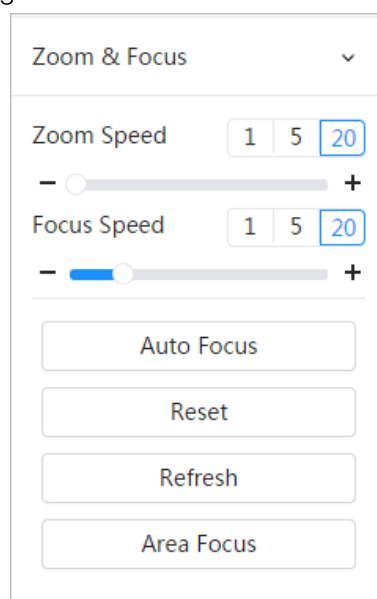 Zoom & Focus
Zoom Speed 1 5 20
− +
Focus Speed 1 5 20
− +
Auto Focus
Reset
Refresh
Area Focus